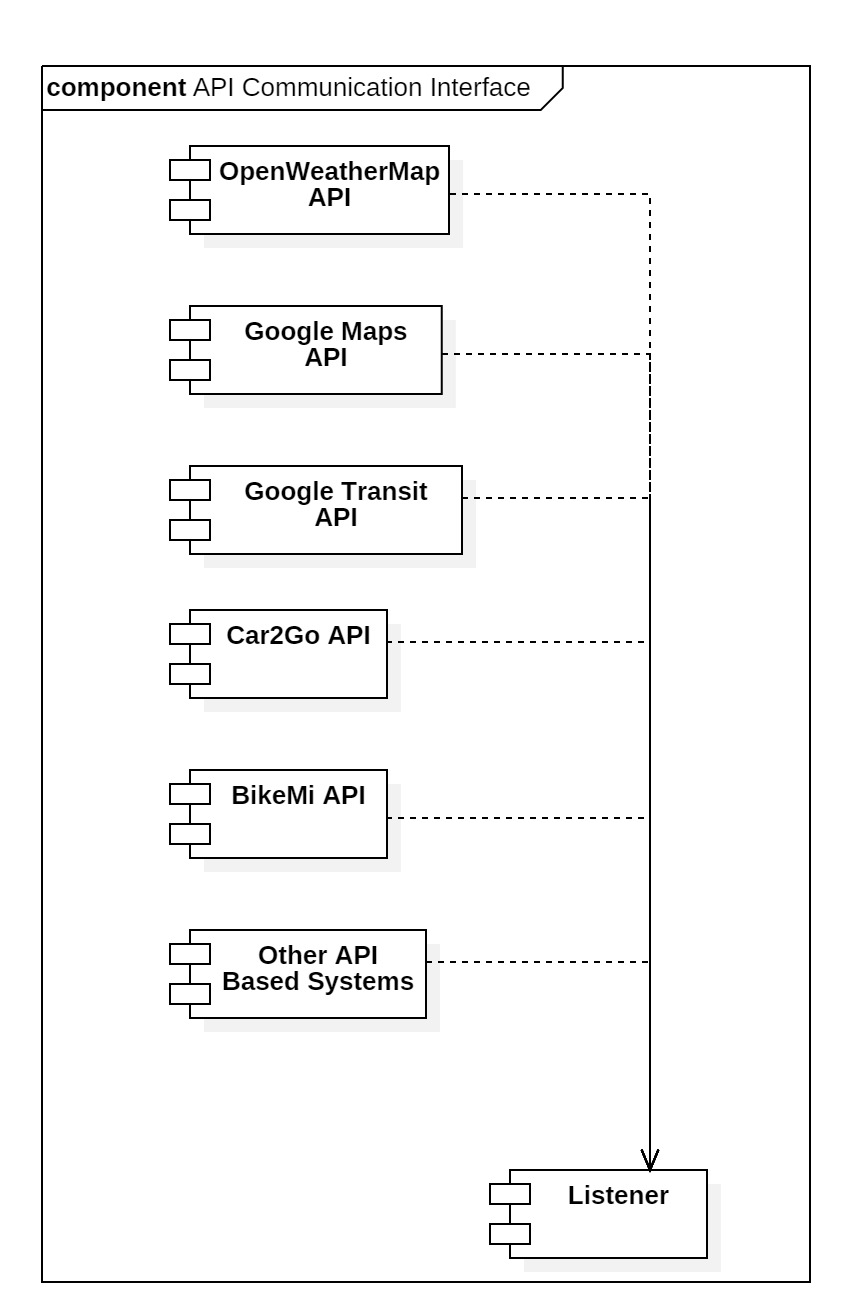 component API Communication Interface
OpenWeatherMap
API
Google Maps
API
Google Transit
API
Car2Go API
BikeMi API
Other API
Based Systems
Listener